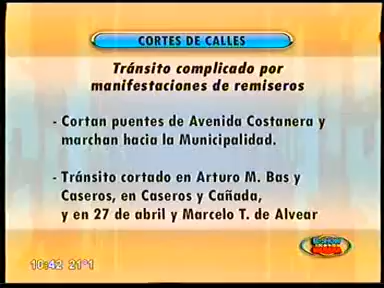 CORTES DE CALLES
Tránsito complicado por
manifestaciones de remiseros
- Cortan puentes de Avenida Costanera y
marchan hacia la Municipalidad.
- Tránsito cortado en Arturo M. Bas y
Caseros, en Caseros y Cañada,
y en 27 de abril y Marcelo T. de Alvear
10:42 21°1